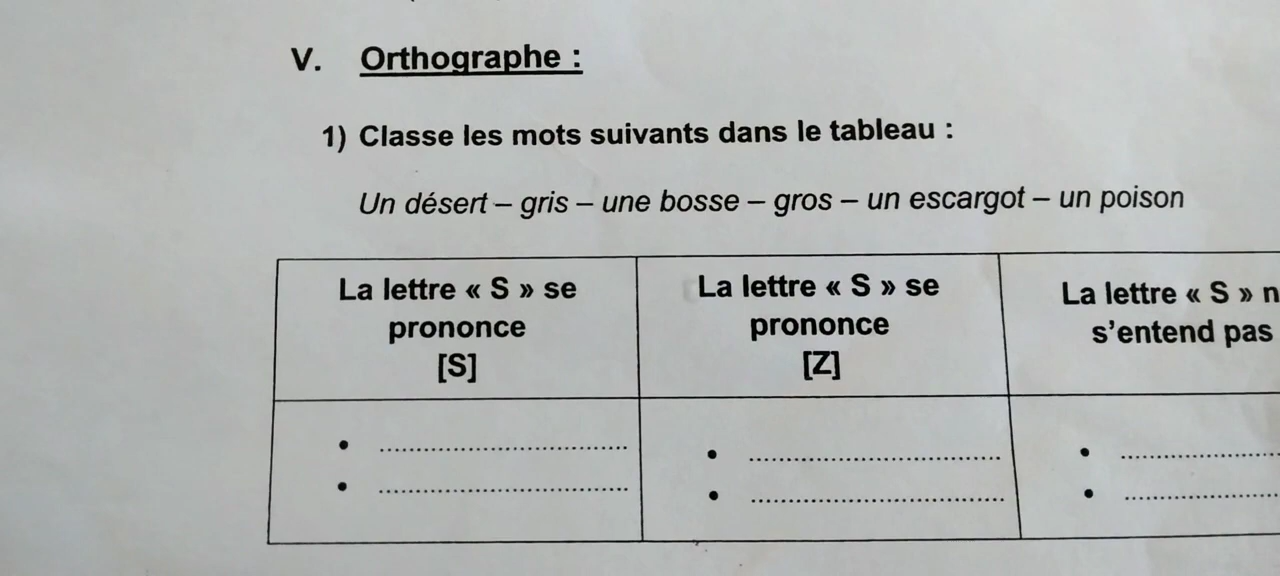 V. Orthographe :
1) Classe les mots suivants dans le tableau :
Un désert – gris – une bosse – gros – un escargot – un poison
La lettre « S » se
prononce
[S]
La lettre « S » se
prononce
[Z]
La lettre « S » n
s'entend pas
• ....................................
• ....................................
• ....................................
• ....................................
• ....................................
• ....................................